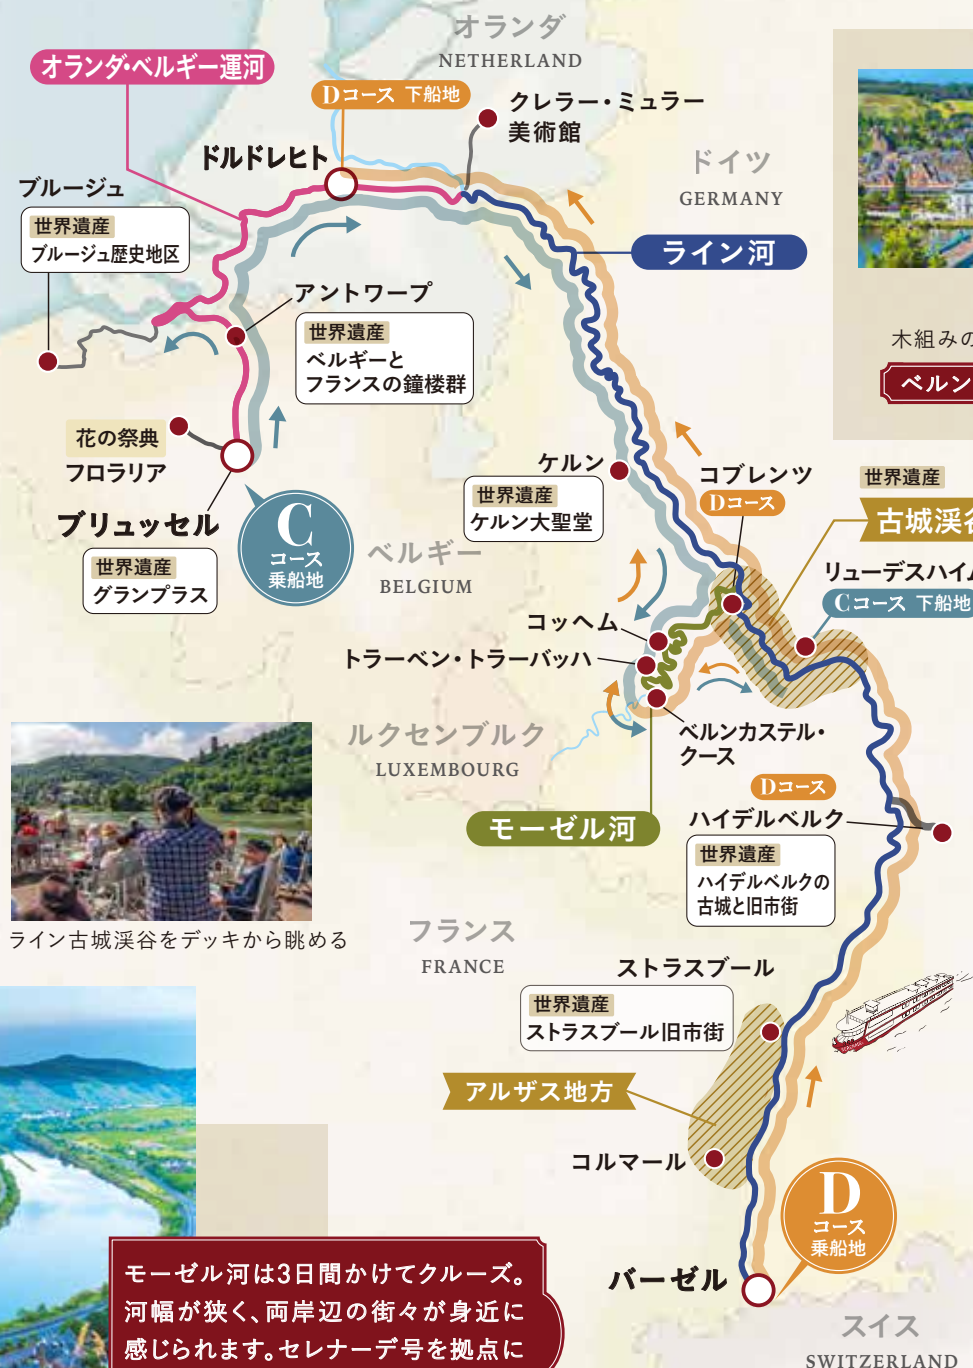 オランダ
NETHERLAND
オランダ・ベルギー運河
Dコース 下船地
クレラー・ミュラー
美術館
ドルドレヒト
ドイツ
GERMANY
ブルージュ
世界遺産
ブルージュ歴史地区
ライン河
アントワープ
世界遺産
ベルギーと
フランスの鐘楼群
木組みの
ベルン
花の祭典
フロラリア
ケルン
世界遺産
ケルン大聖堂
コブレンツ
Dコース
世界遺産
古城渓谷
ブリュッセル
世界遺産
グランプラス
C
コース
乗船地
ベルギー
BELGIUM
リューデスハイム
Cコース 下船地
コッヘム
トラーベン・トラーバッハ
ルクセンブルク
LUXEMBOURG
ベルンカステル・
クース
モーゼル河
Dコース
ハイデルベルク
世界遺産
ハイデルベルクの
古城と旧市街
ライン古城渓谷をデッキから眺める
フランス
FRANCE
ストラスブール
世界遺産
ストラスブール旧市街
アルザス地方
コルマール
D
コース
乗船地
バーゼル
スイス
SWITZERLAND
モーゼル河は3日間かけてクルーズ。
河幅が狭く、両岸辺の街々が身近に
感じられます。セレナーデ号を拠点に